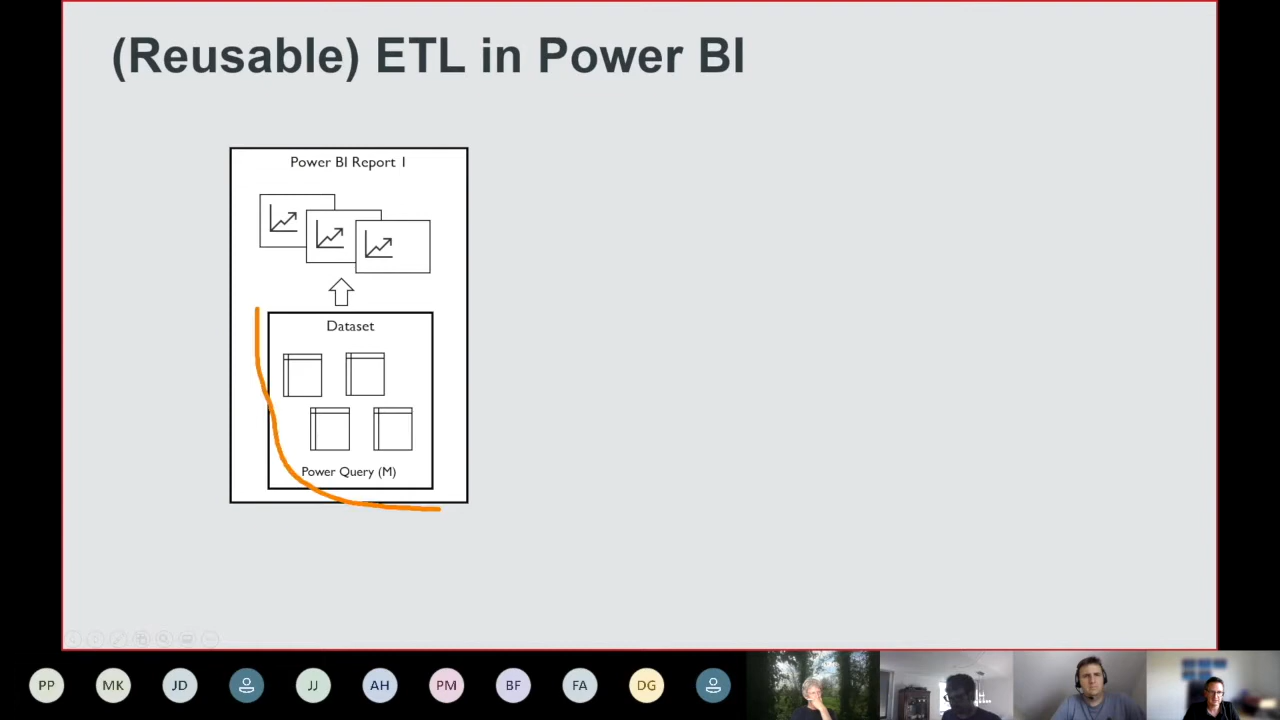 (Reusable) ETL in Power BI
Power BI Report 1
Dataset
Power Query (M)
PP MK JD JJ AH PM BF FA DG